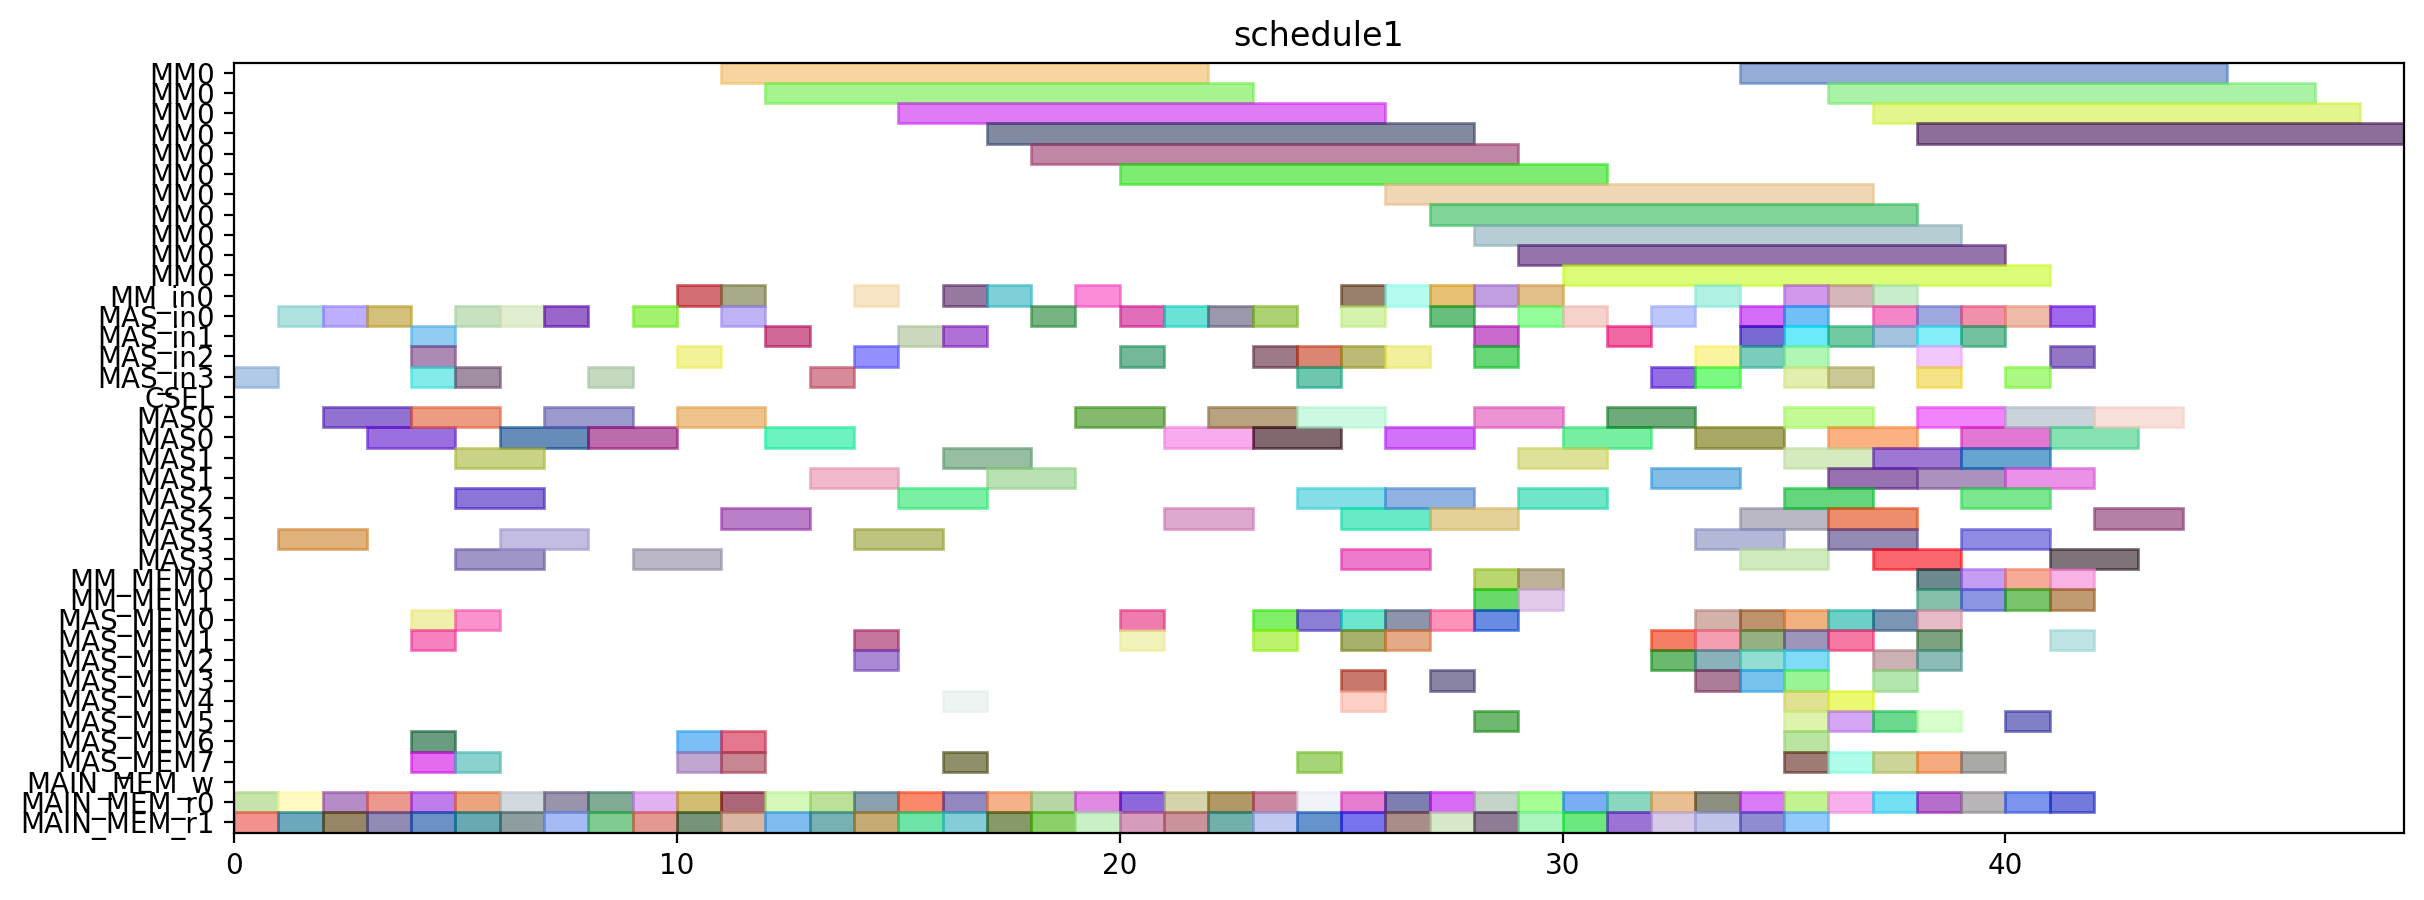 schedule1
MM0
MM0
MM0
MM0
MM0
MM0
MM0
MM0
MM0
MM0
MM0
MM_in0
MAS_in0
MAS_in1
MAS_in2
MAS_in3
CSEL
MAS0
MAS0
MAS1
MAS1
MAS2
MAS2
MAS3
MAS3
MM_MEM0
MM_MEM1
MAS_MEM0
MAS_MEM1
MAS_MEM2
MAS_MEM3
MAS_MEM4
MAS_MEM5
MAS_MEM6
MAS_MEM7
MAIN_MEM_w
MAIN_MEM_r0
MAIN_MEM_r1
0 10 20 30 40